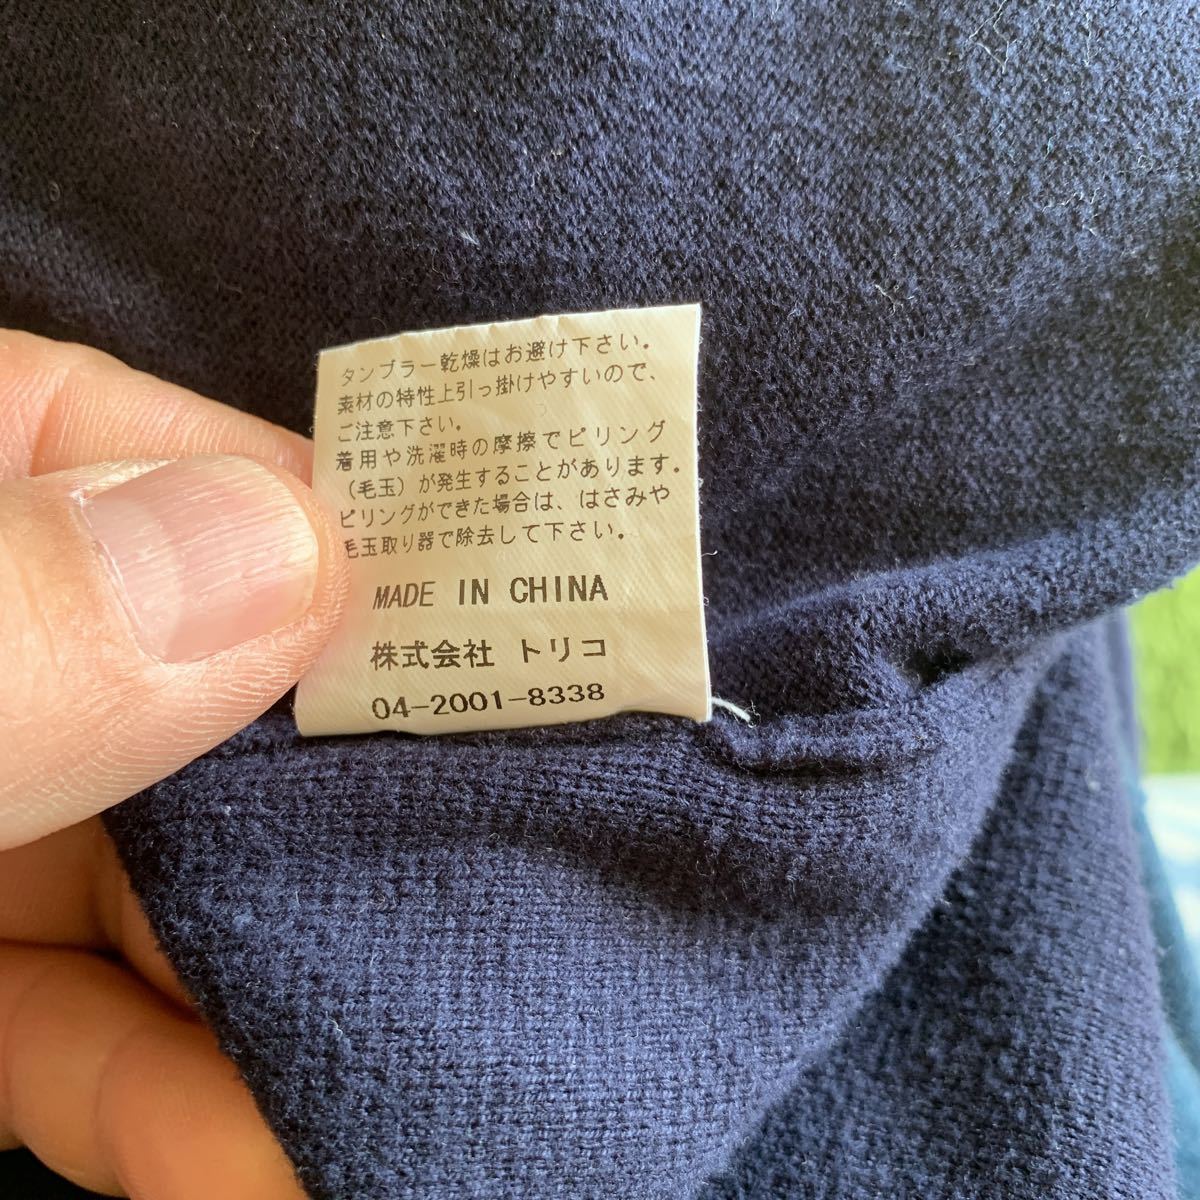 タンブラー乾燥はお避け下さい。
素材の特性上引っ掛けやすいので、
ご注意下さい。
着用や洗濯時の摩擦でピリング
（毛玉）が発生することがあります。
ピリングができた場合は、はさみや
毛玉取り器で除去して下さい。
MADE IN CHINA
株式会社 トリコ
04-2001-8338